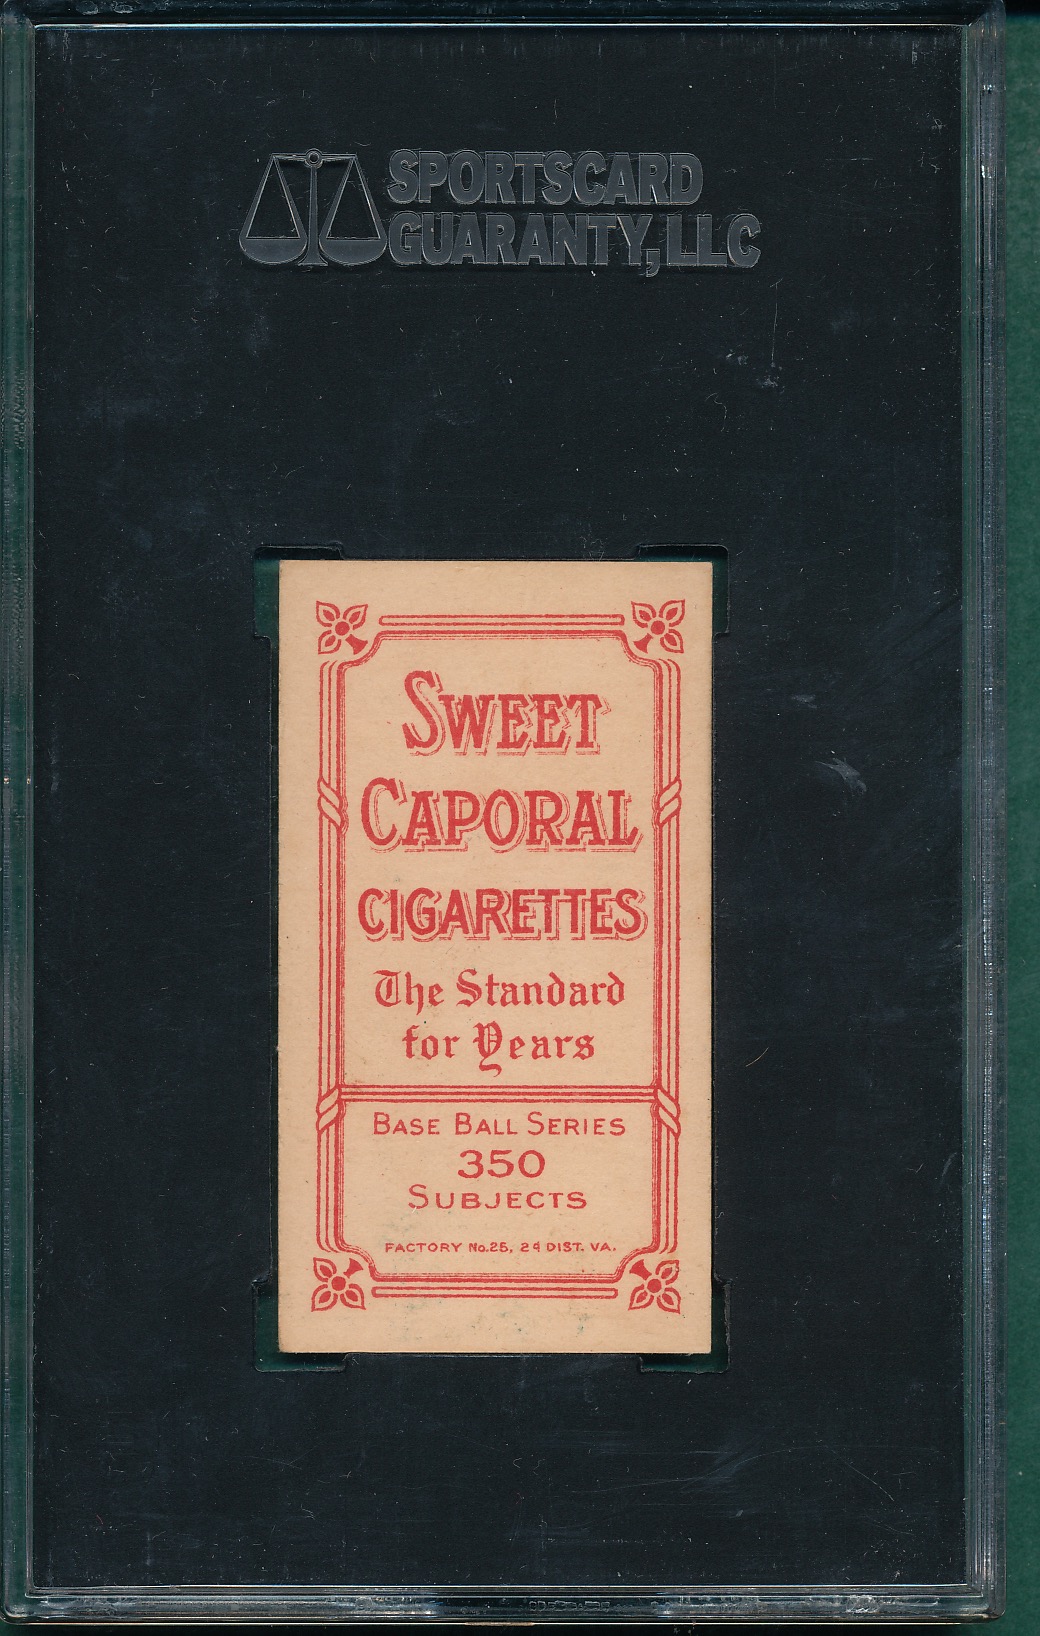 SPORTSCARD
GUARANTY, LLC
SWEET
CAPORAL
CIGARETTES
The Standard
for Years
BASE BALL SERIES
350
SUBJECTS
FACTORY No. 25, 2d DIST. VA.